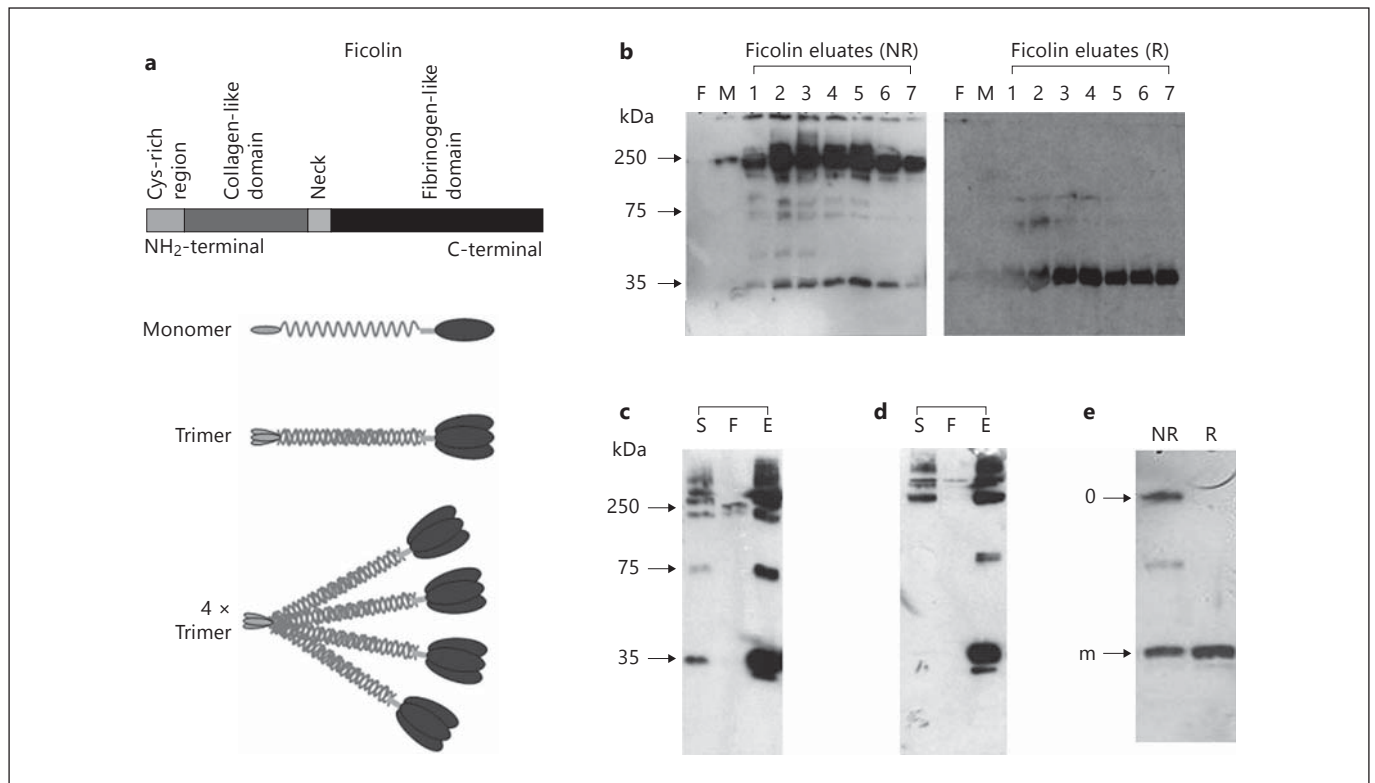 a
Ficolin
Cys-rich
region
Collagen-like
domain
Neck
Fibrinogen-like
domain
NH2-terminal
C-terminal
Monomer
Trimer
4 ×
Trimer
b
Ficolin eluates (NR)
Ficolin eluates (R)
F M 1 2 3 4 5 6 7
F M 1 2 3 4 5 6 7
kDa
250
75
35
c
S F E
kDa
250
75
35
d
S F E
e
NR R
0
m